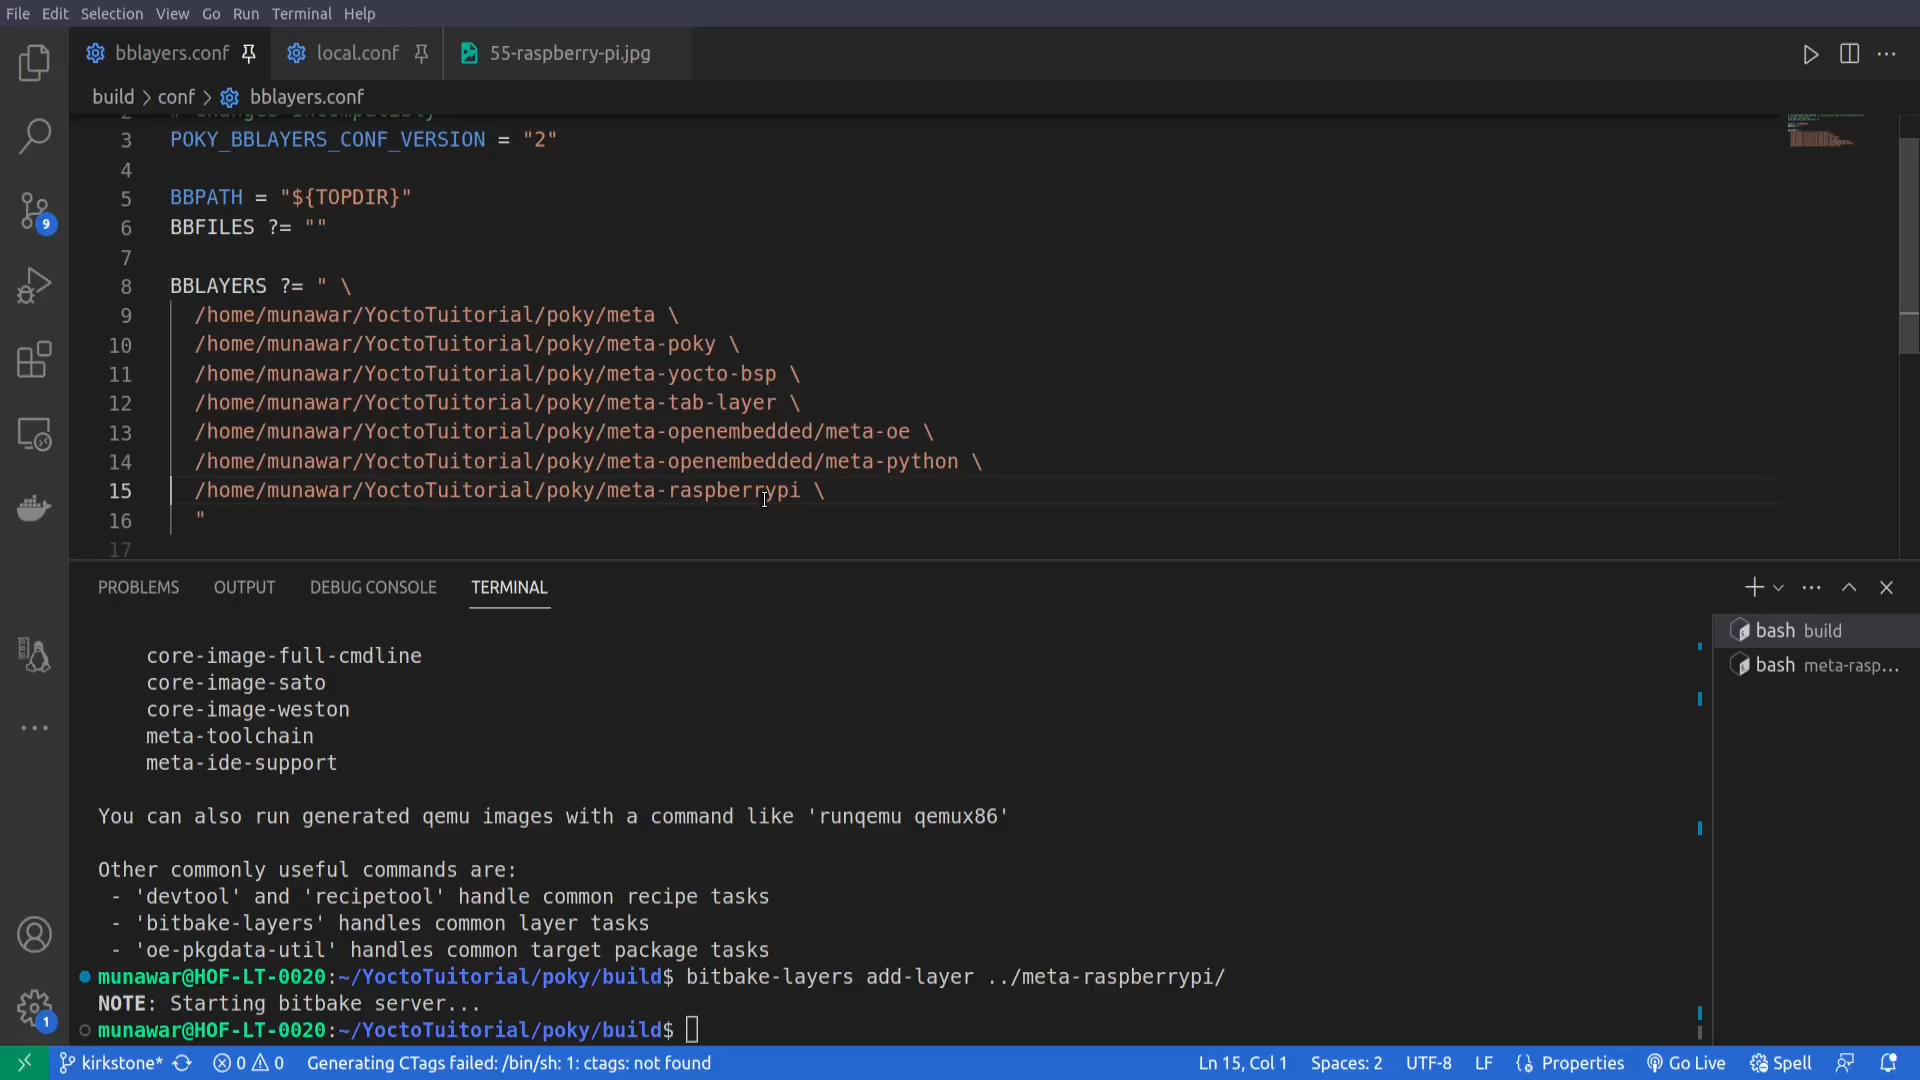 File Edit Selection View Go Run Terminal Help
bblayers.conf local.conf 55-raspberry-pi.jpg
build > conf > bblayers.conf
2 # changes incompatibly
3 POKY_BBLAYERS_CONF_VERSION = "2"
4
5 BBPATH = "${TOPDIR}"
6 BBFILES ?= ""
7
8 BBLAYERS ?= " \
9 /home/munawar/YoctoTuitorial/poky/meta \
10 /home/munawar/YoctoTuitorial/poky/meta-poky \
11 /home/munawar/YoctoTuitorial/poky/meta-yocto-bsp \
12 /home/munawar/YoctoTuitorial/poky/meta-tab-layer \
13 /home/munawar/YoctoTuitorial/poky/meta-openembedded/meta-oe \
14 /home/munawar/YoctoTuitorial/poky/meta-openembedded/meta-python \
15 /home/munawar/YoctoTuitorial/poky/meta-raspberrypi \
16 "
17
9
PROBLEMS OUTPUT DEBUG CONSOLE TERMINAL
bash build
bash meta-rasp...
core-image-full-cmdline
core-image-sato
core-image-weston
meta-toolchain
meta-ide-support
You can also run generated qemu images with a command like 'runqemu qemux86'
Other commonly useful commands are:
- 'devtool' and 'recipetool' handle common recipe tasks
- 'bitbake-layers' handles common layer tasks
- 'oe-pkgdata-util' handles common target package tasks
munawar@HOF-LT-0020:~/YoctoTuitorial/poky/build$ bitbake-layers add-layer ../meta-raspberrypi/
NOTE: Starting bitbake server...
munawar@HOF-LT-0020:~/YoctoTuitorial/poky/build$
1
kirkstone* 0 0 Generating CTags failed: /bin/sh: 1: ctags: not found Ln 15, Col 1 Spaces: 2 UTF-8 LF Properties Go Live Spell